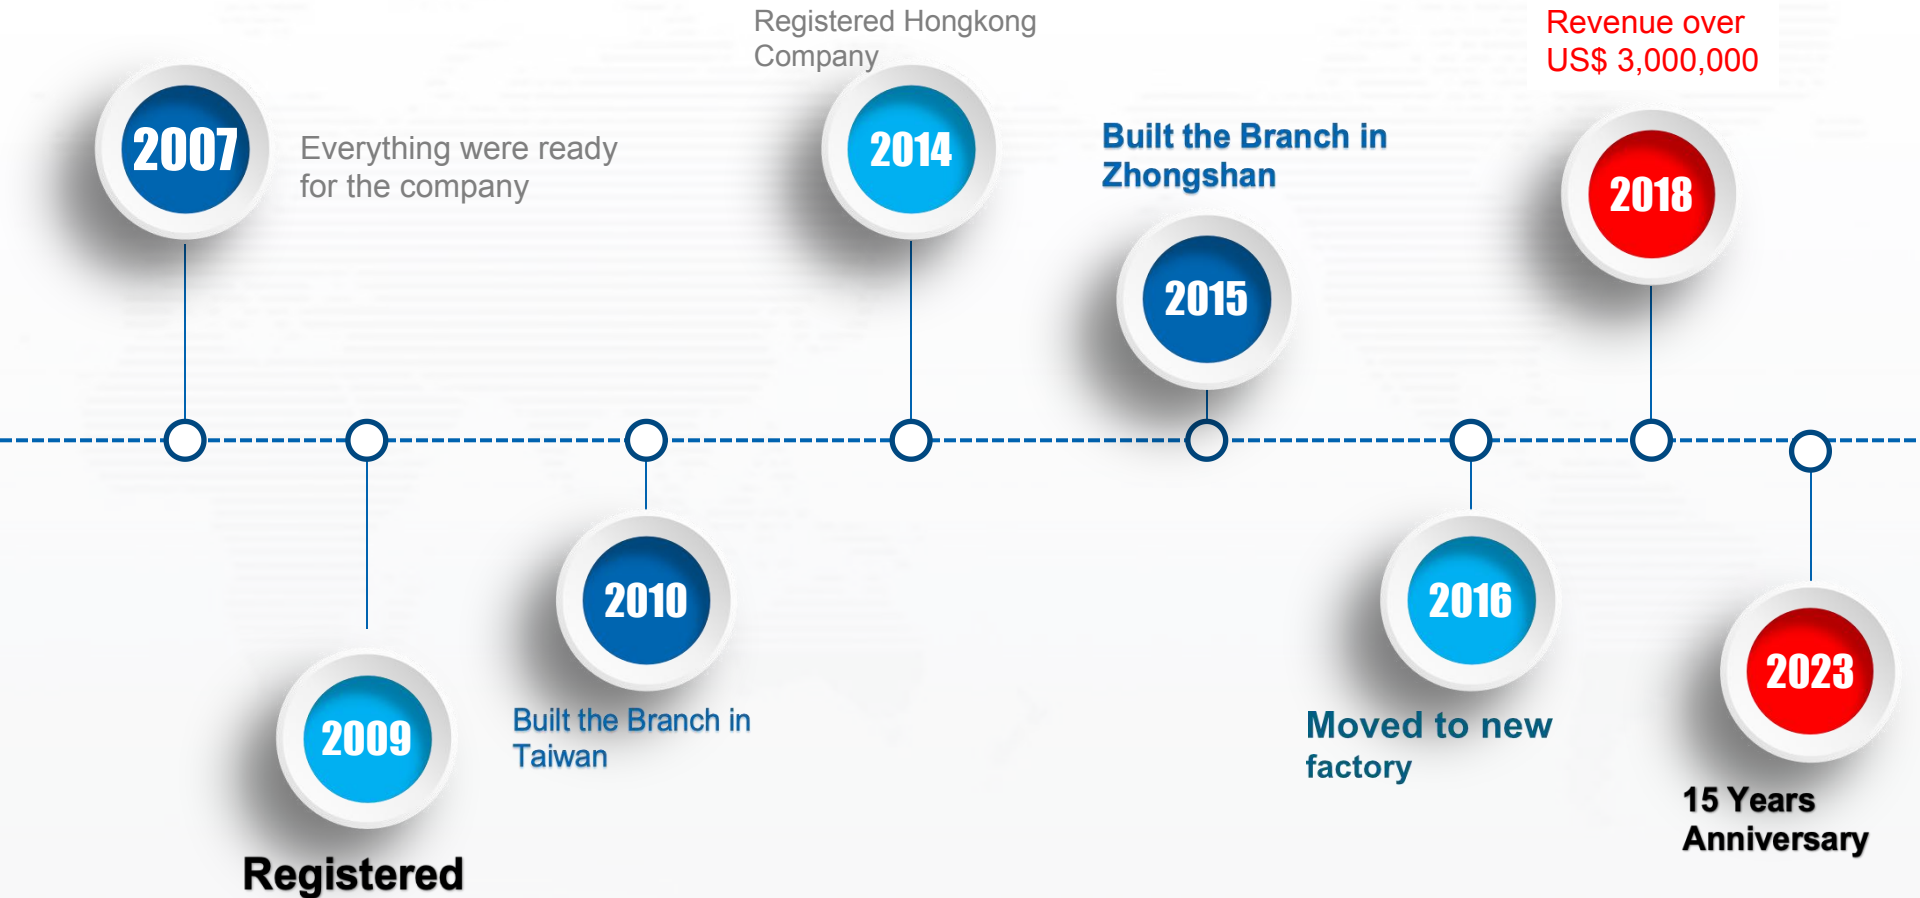 2007
Everything were ready
for the company
2009
Registered
2010
Built the Branch in
Taiwan
Registered Hongkong
Company
2014
Built the Branch in
Zhongshan
2015
2016
Moved to new
factory
Revenue over
US$ 3,000,000
2018
2023
15 Years
Anniversary